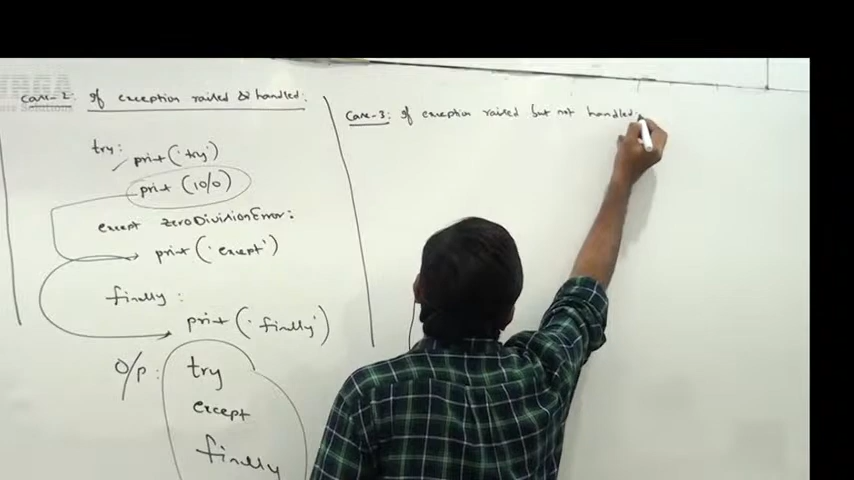 Case-2: If exception raised & handled:
try:
print('try')
print(10/0)
except ZeroDivisionError:
print('except')
finally:
print('finally')
O/p: try
except
finally
Case-3: If exception raised but not handled: